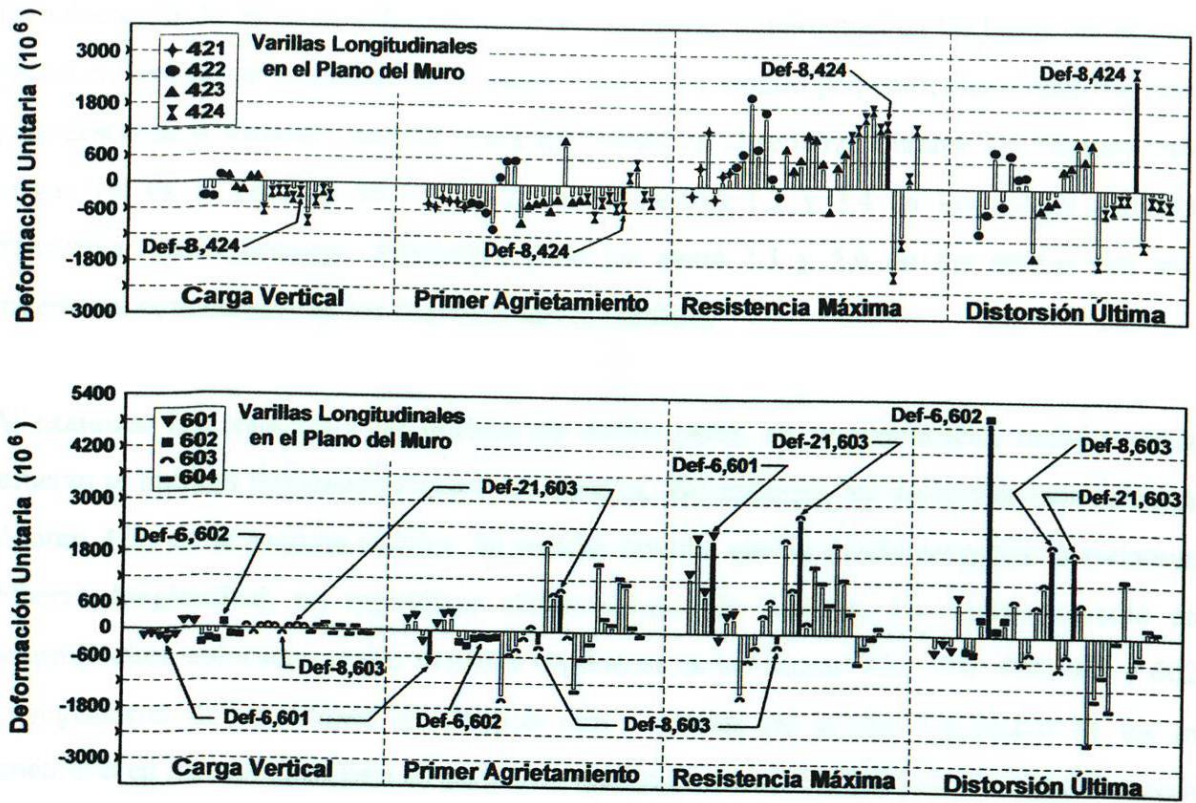 Deformación Unitaria (10⁶)
3000
1800
600
0
-600
-1800
-3000
421
422
423
424
Varillas Longitudinales
en el Plano del Muro
Def-8,424
Def-8,424
Def-8,424
Def-8,424
Carga Vertical
Primer Agrietamiento
Resistencia Máxima
Distorsión Última
Deformación Unitaria (10⁶)
5400
4200
3000
1800
600
0
-600
-1800
-3000
601
602
603
604
Varillas Longitudinales
en el Plano del Muro
Def-6,602
Def-21,603
Def-8,603
Def-6,601
Def-6,602
Def-8,603
Def-6,601
Def-21,603
Def-6,602
Def-8,603
Def-21,603
Carga Vertical
Primer Agrietamiento
Resistencia Máxima
Distorsión Última